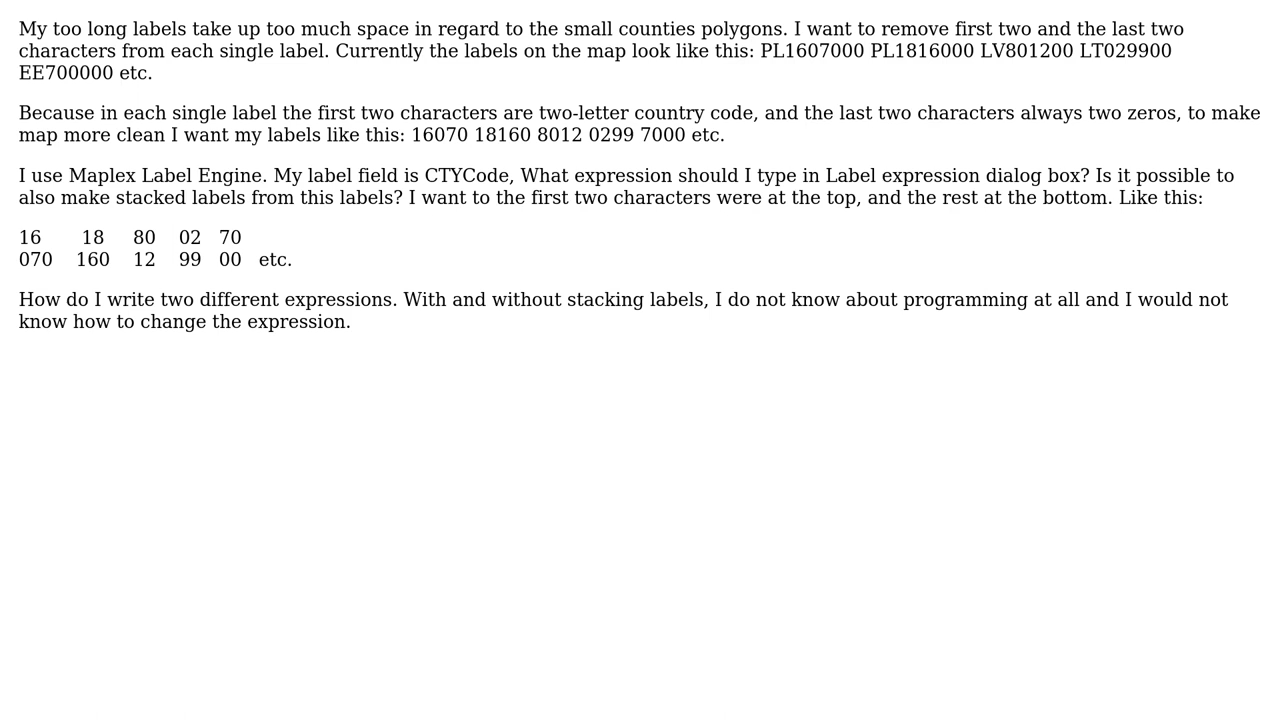 My too long labels take up too much space in regard to the small counties polygons. I want to remove first two and the last two
characters from each single label. Currently the labels on the map look like this: PL1607000 PL1816000 LV801200 LT029900
EE700000 etc.
Because in each single label the first two characters are two-letter country code, and the last two characters always two zeros, to make
map more clean I want my labels like this: 16070 18160 8012 0299 7000 etc.
I use Maplex Label Engine. My label field is CTYCode, What expression should I type in Label expression dialog box? Is it possible to
also make stacked labels from this labels? I want to the first two characters were at the top, and the rest at the bottom. Like this:
16 18 80 02 70
070 160 12 99 00 etc.
How do I write two different expressions. With and without stacking labels, I do not know about programming at all and I would not
know how to change the expression.